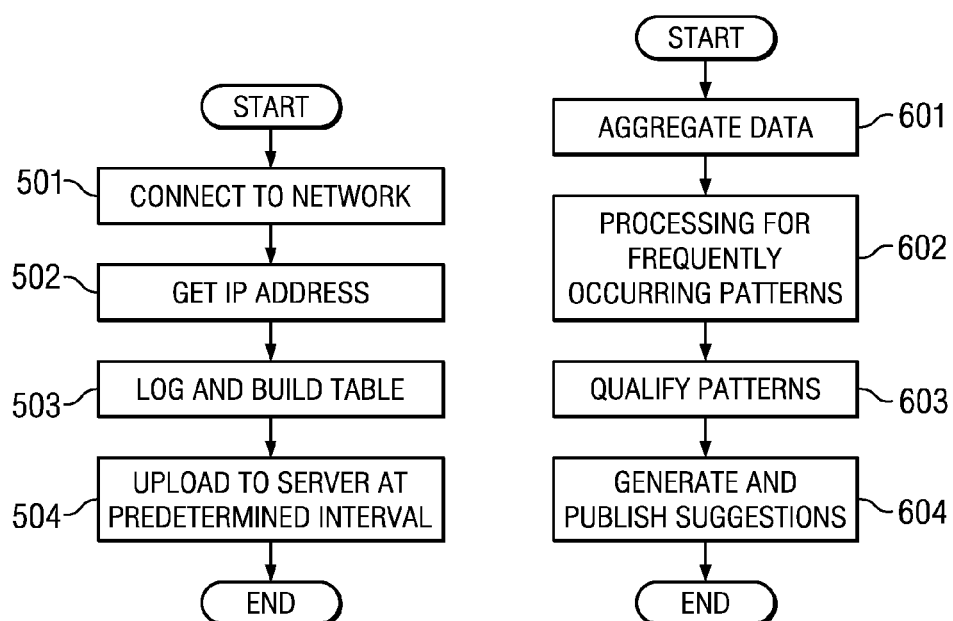 START
501
CONNECT TO NETWORK
502
GET IP ADDRESS
503
LOG AND BUILD TABLE
504
UPLOAD TO SERVER AT
PREDETERMINED INTERVAL
END
START
AGGREGATE DATA
601
PROCESSING FOR
FREQUENTLY
OCCURRING PATTERNS
602
QUALIFY PATTERNS
603
GENERATE AND
PUBLISH SUGGESTIONS
604
END